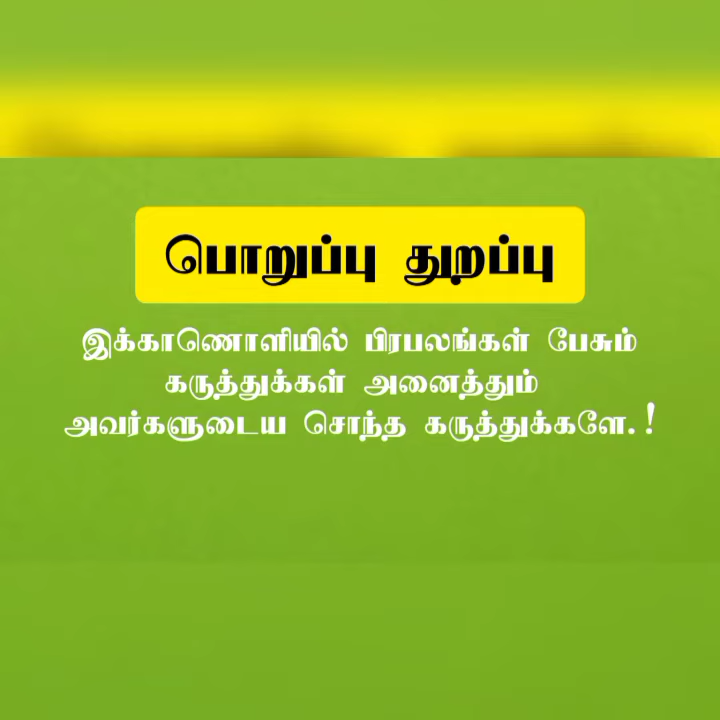 பொறுப்பு துறப்பு
இக்காணொளியில் பிரபலங்கள் பேசும்
கருத்துக்கள் அனைத்தும்
அவர்களுடைய சொந்த கருத்துக்களே.!